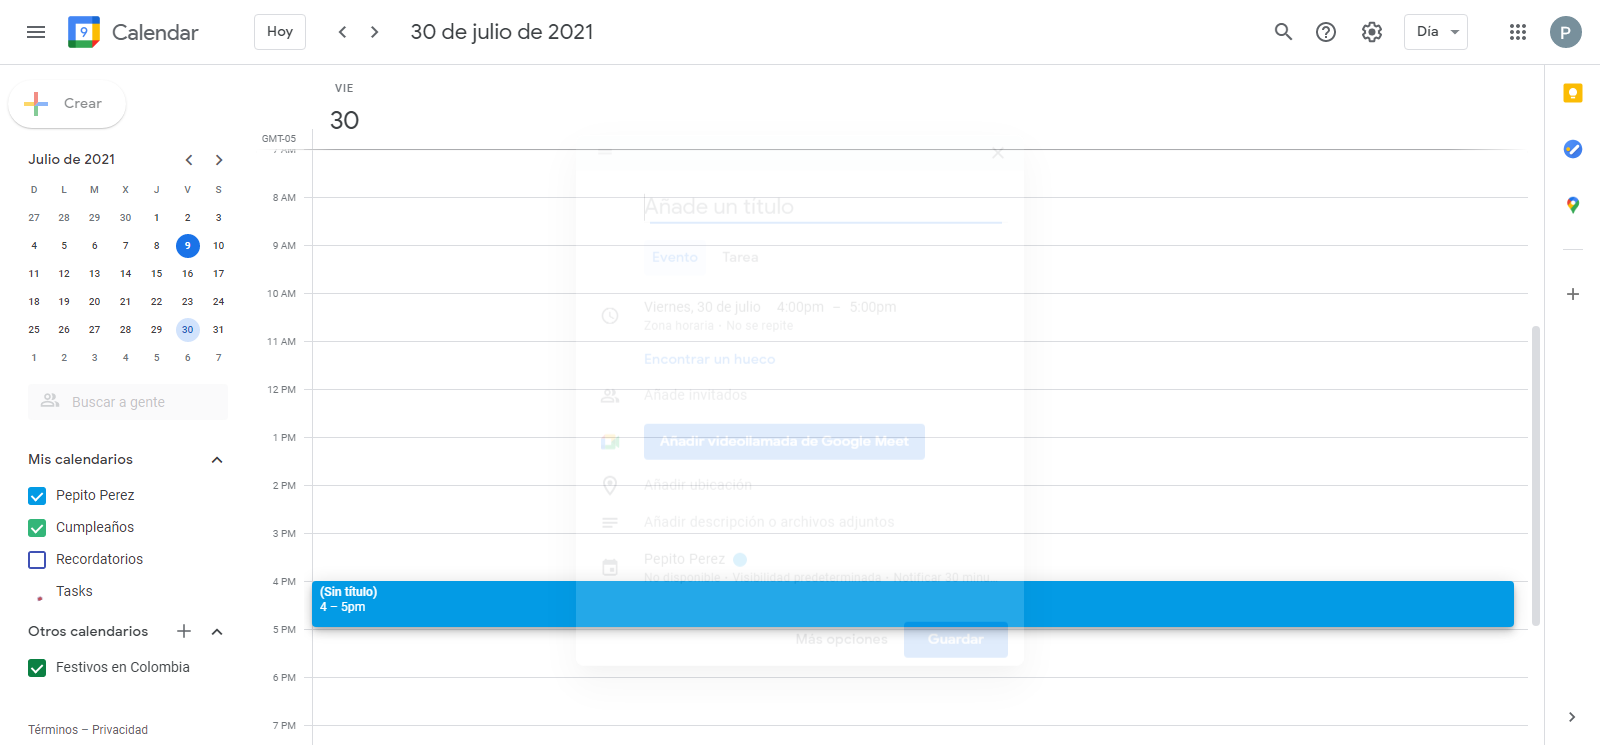 9 Calendar Hoy 30 de julio de 2021 Día P
Crear
VIE
30
GMT-05
Julio de 2021
D L M X J V S
27 28 29 30 1 2 3
4 5 6 7 8 9 10
11 12 13 14 15 16 17
18 19 20 21 22 23 24
25 26 27 28 29 30 31
1 2 3 4 5 6 7
Buscar a gente
Mis calendarios
Pepito Perez
Cumpleaños
Recordatorios
Tasks
Otros calendarios
Festivos en Colombia
Términos – Privacidad
7 AM
8 AM
9 AM
10 AM
11 AM
12 PM
1 PM
2 PM
3 PM
4 PM
5 PM
6 PM
7 PM
Añade un título
Evento Tarea
Viernes, 30 de julio 4:00pm – 5:00pm
Zona horaria · No se repite
Encontrar un hueco
Añade invitados
Añadir videollamada de Google Meet
Añadir ubicación
Añadir descripción o archivos adjuntos
Pepito Perez
No disponible · Visibilidad predeterminada · Notificar 30 minu
(Sin título)
4 – 5pm
Más opciones Guardar